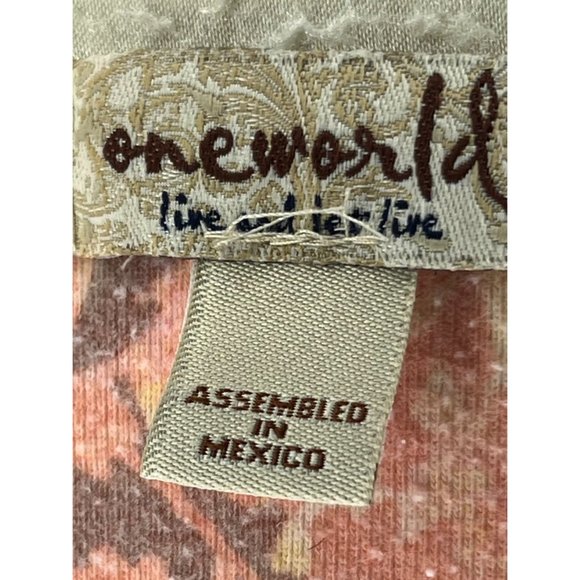 oneworld
live and let live
ASSEMBLED
IN
MEXICO